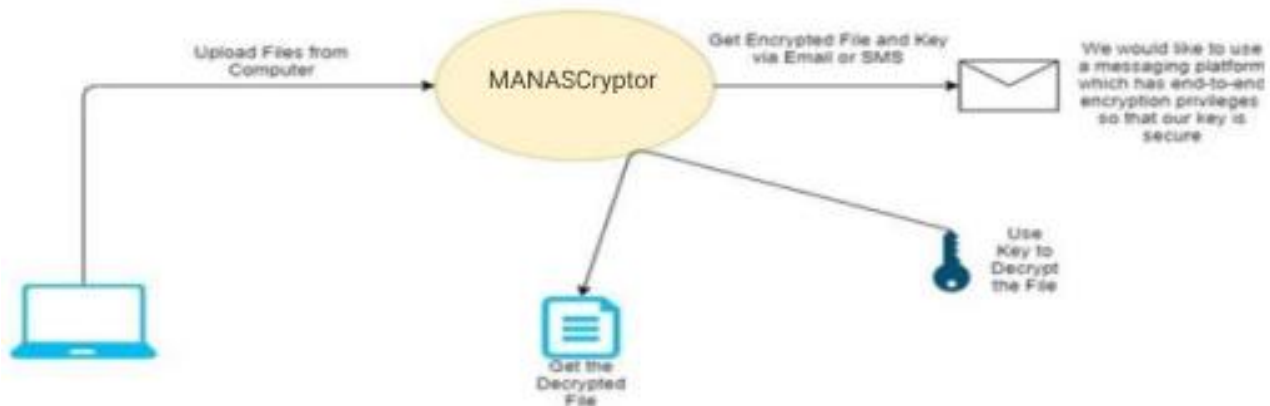 Upload Files from
Computer
MANASCryptor
Get Encrypted File and Key
via Email or SMS
We would like to use
a messaging platform
which has end-to-end
encryption privileges
so that our key is
secure
Use
Key to
Decrypt
the File
Get the
Decrypted
File